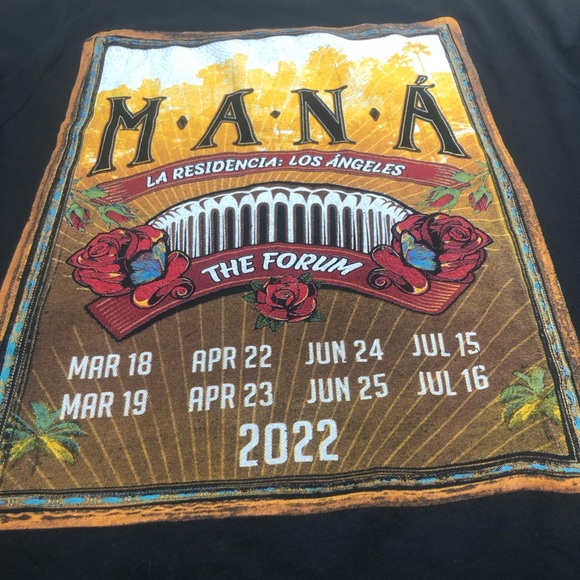 M·A·N·Á
LA RESIDENCIA: LOS ÁNGELES
THE FORUM
MAR 18 APR 22 JUN 24 JUL 15
MAR 19 APR 23 JUN 25 JUL 16
2022